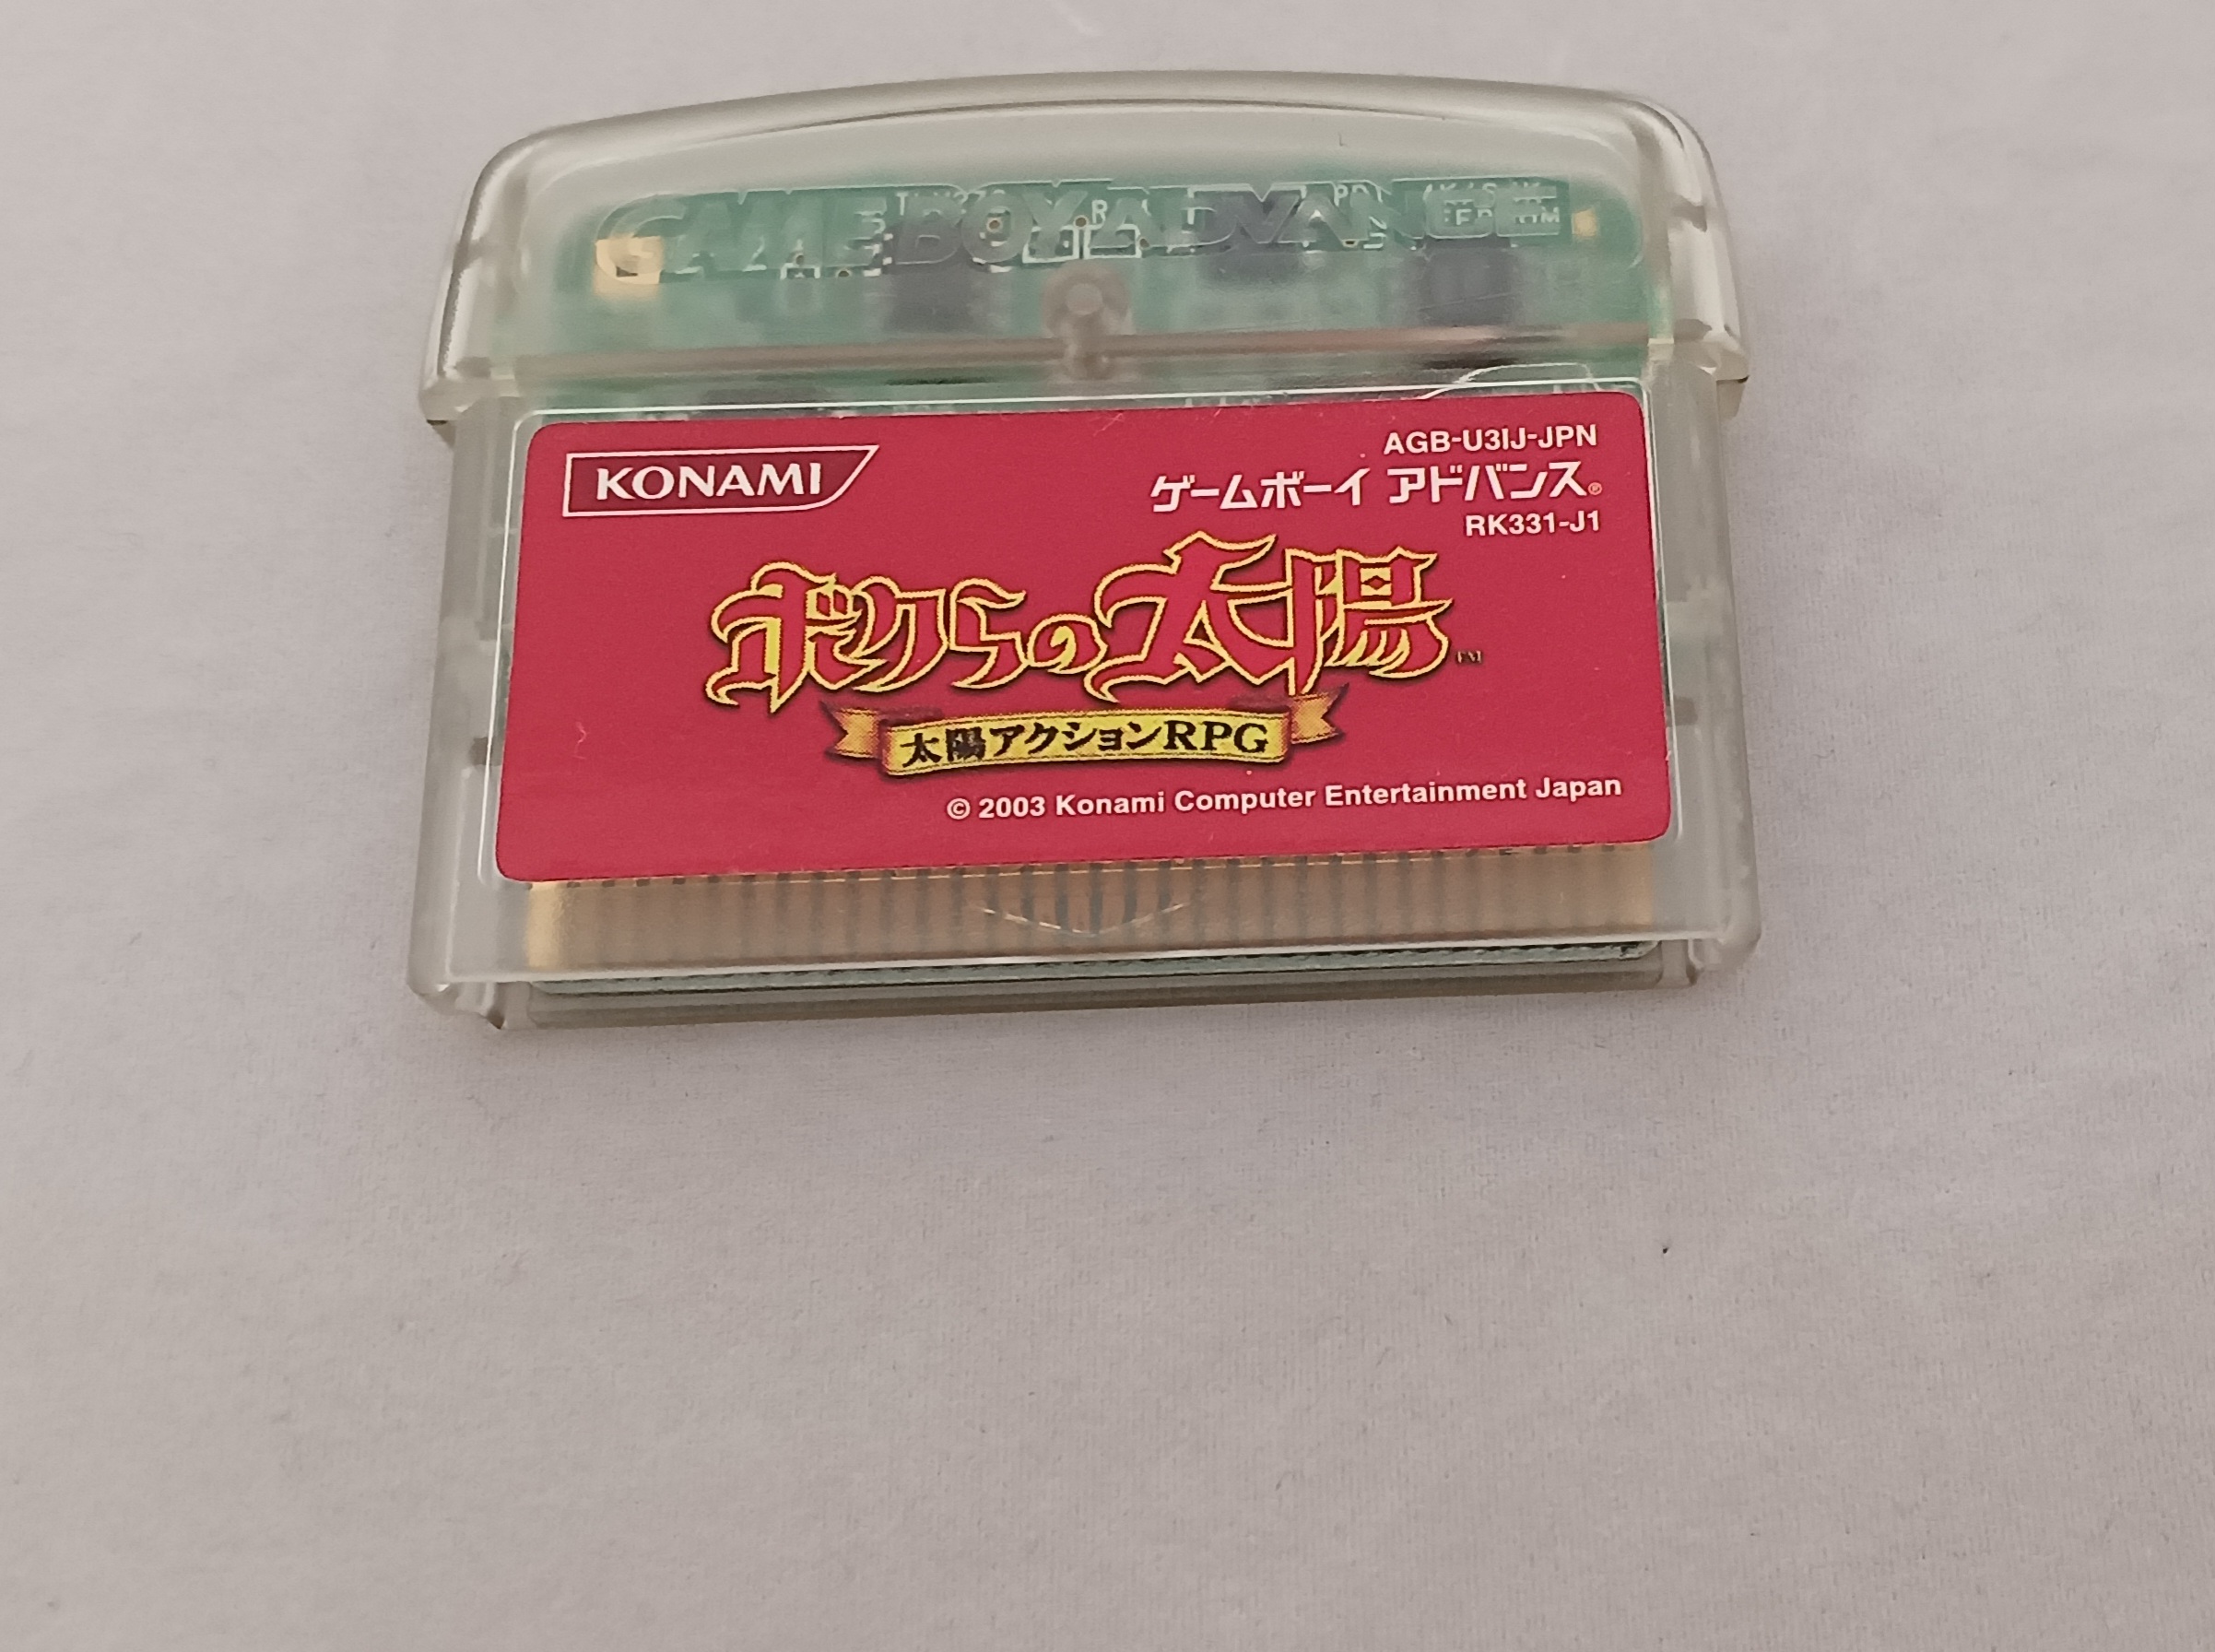 GAME BOY ADVANCE
KONAMI
AGB-U3IJ-JPN
ゲームボーイ アドバンス®
RK331-J1
ボクらの太陽™
太陽アクションRPG
© 2003 Konami Computer Entertainment Japan